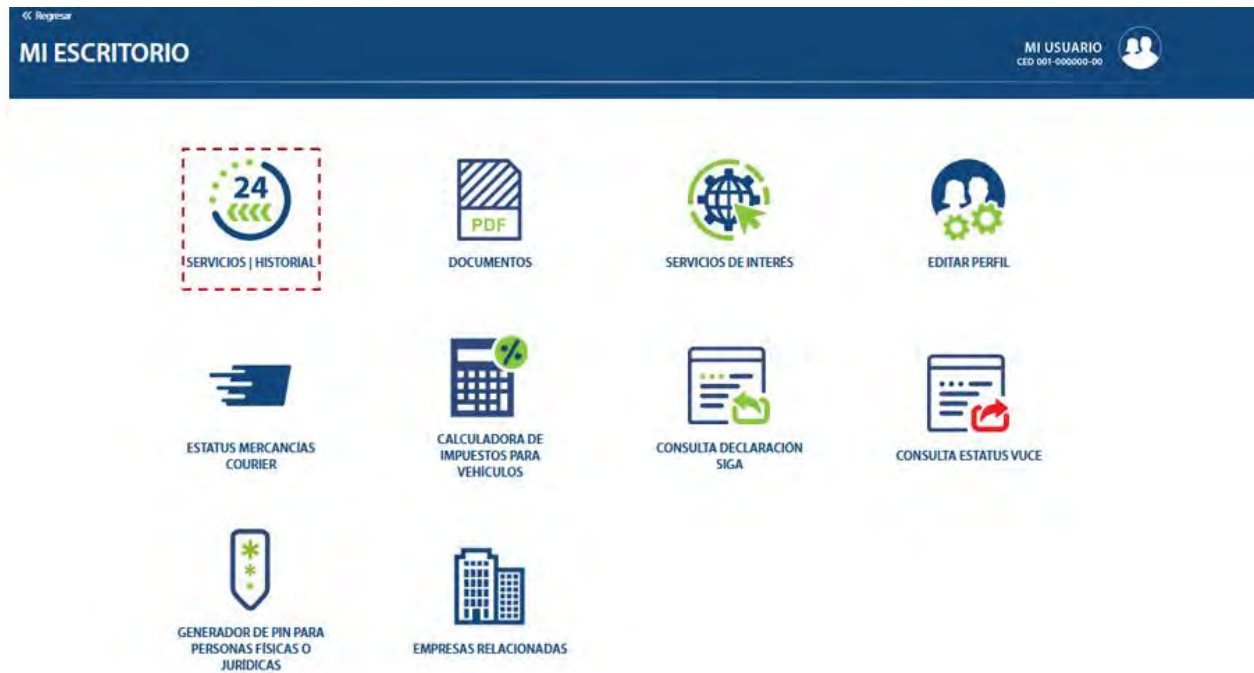 « Regresar
MI ESCRITORIO
MI USUARIO
CED 001-000000-00
24
SERVICIOS | HISTORIAL
PDF
DOCUMENTOS
SERVICIOS DE INTERÉS
EDITAR PERFIL
ESTATUS MERCANCÍAS
COURIER
%
CALCULADORA DE
IMPUESTOS PARA
VEHÍCULOS
CONSULTA DECLARACIÓN
SIGA
CONSULTA ESTATUS VUCE
GENERADOR DE PIN PARA
PERSONAS FÍSICAS O
JURÍDICAS
EMPRESAS RELACIONADAS